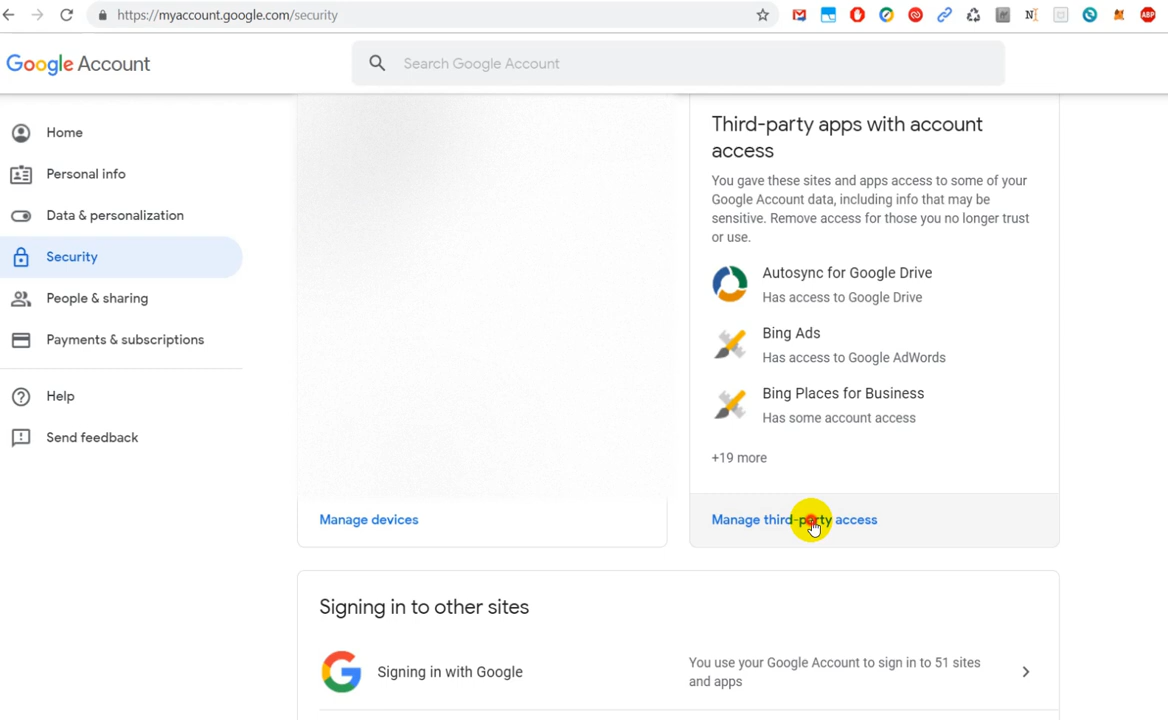 https://myaccount.google.com/security
N
ABP
Google Account
Search Google Account
Home
Personal info
Data & personalization
Security
People & sharing
Payments & subscriptions
Help
Send feedback
Manage devices
Third-party apps with account
access
You gave these sites and apps access to some of your
Google Account data, including info that may be
sensitive. Remove access for those you no longer trust
or use.
Autosync for Google Drive
Has access to Google Drive
Bing Ads
Has access to Google AdWords
Bing Places for Business
Has some account access
+19 more
Manage third-party access
Signing in to other sites
G
Signing in with Google
You use your Google Account to sign in to 51 sites
and apps